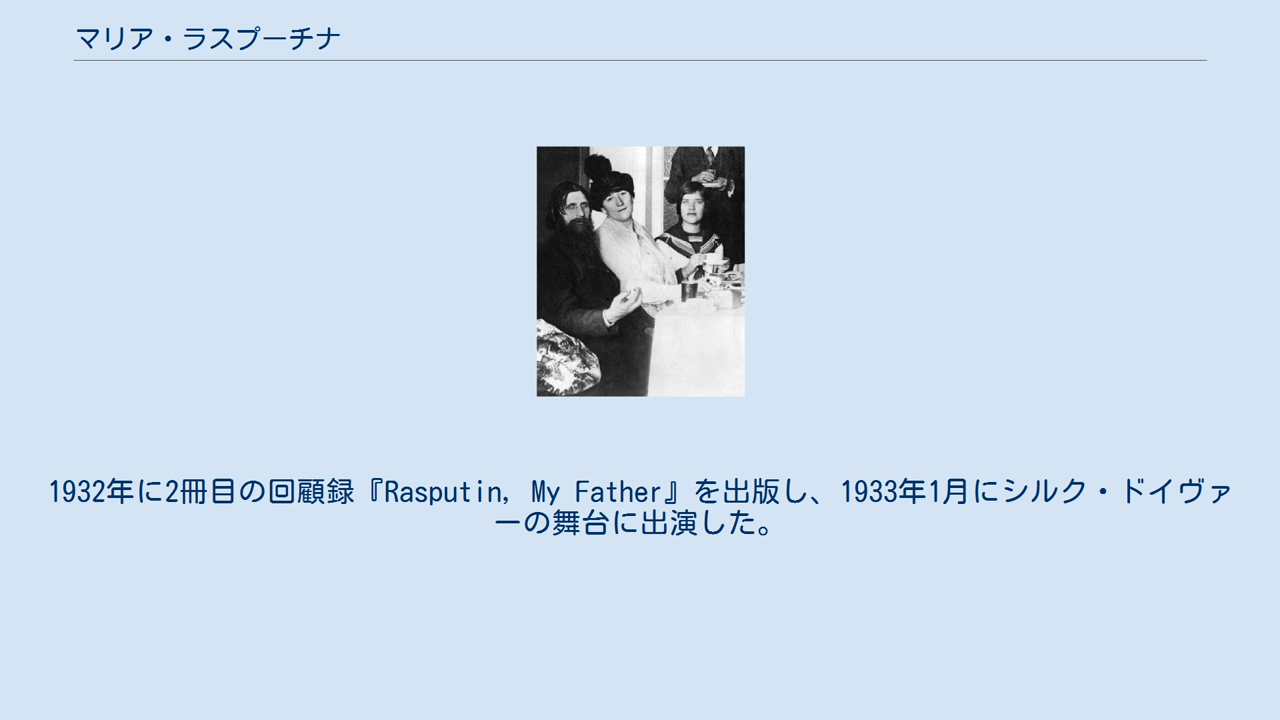 マリア・ラスプーチナ
1932年に2冊目の回顧録『Rasputin, My Father』を出版し、1933年1月にシルク・ドイヴァ
ーの舞台に出演した。